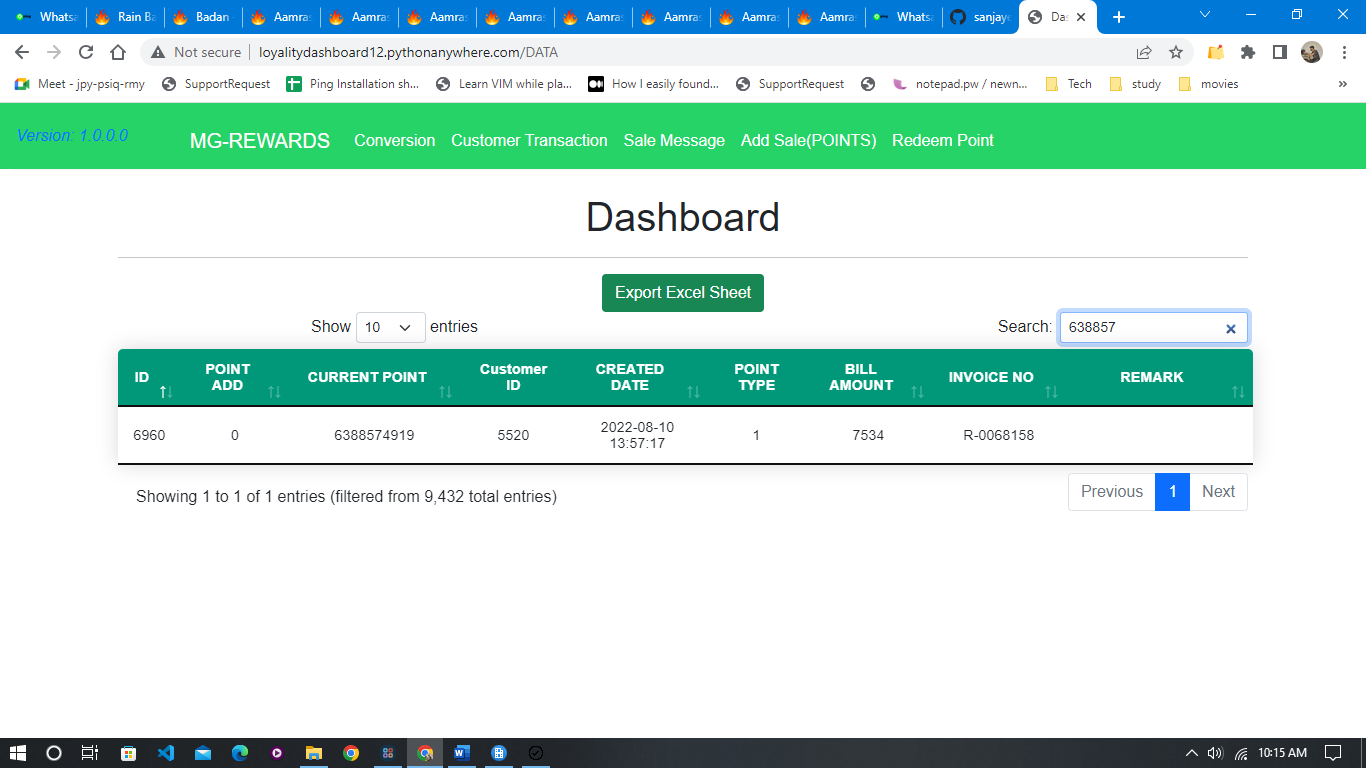 Whatsa
Rain Ba
Badan
Aamras
Aamras
Aamras
Aamras
Aamras
Aamras
Aamras
Aamras
Whatsa
sanjaye
Das
Not secure
loyalitydashboard12.pythonanywhere.com/DATA
Meet - jpy-psiq-rmy
SupportRequest
Ping Installation sh...
Learn VIM while pla...
How I easily found...
SupportRequest
notepad.pw / newn...
Tech
study
movies
»
Version: 1.0.0.0
MG-REWARDS
Conversion
Customer Transaction
Sale Message
Add Sale(POINTS)
Redeem Point
Dashboard
Export Excel Sheet
Show 10 entries
Search: 638857
ID
POINT
ADD
CURRENT POINT
Customer
ID
CREATED
DATE
POINT
TYPE
BILL
AMOUNT
INVOICE NO
REMARK
6960
0
6388574919
5520
2022-08-10
13:57:17
1
7534
R-0068158
Showing 1 to 1 of 1 entries (filtered from 9,432 total entries)
Previous
1
Next
10:15 AM